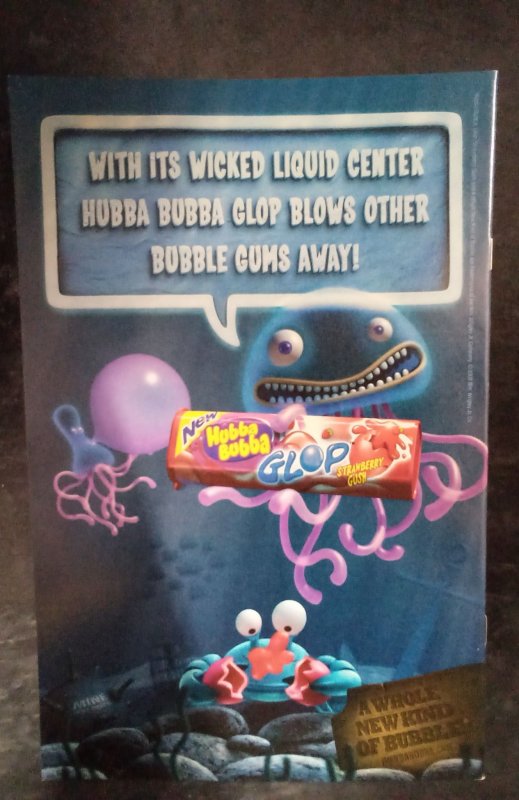 WITH ITS WICKED LIQUID CENTER
HUBBA BUBBA GLOP BLOWS OTHER
BUBBLE GUMS AWAY!
New
Hubba
Bubba
GLOP
STRAWBERRY
GUSH
MINE
A WHOLE
NEW KIND
OF BUBBLE!